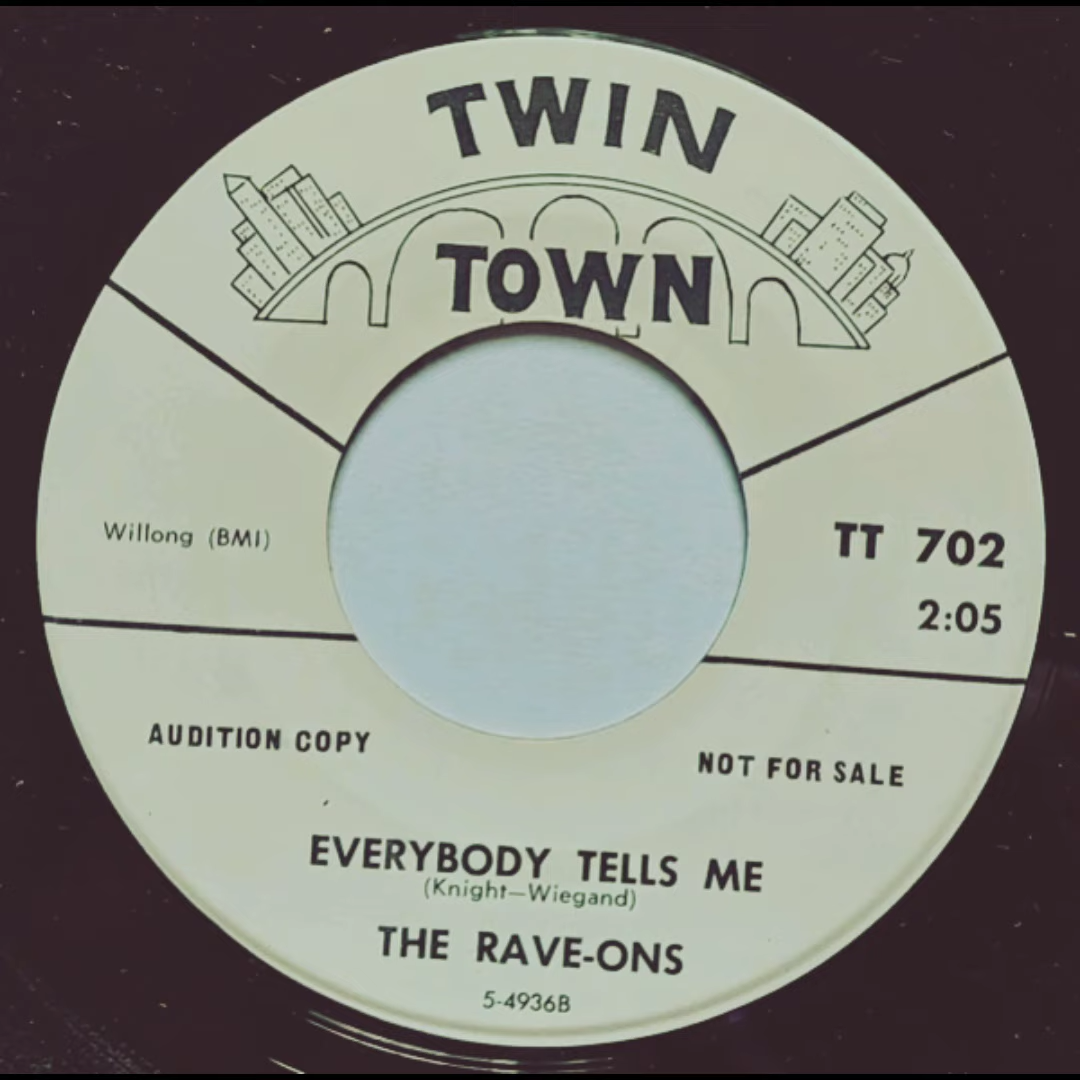 TWIN
TOWN
Willong (BMI)
TT 702
2:05
AUDITION COPY
NOT FOR SALE
EVERYBODY TELLS ME
(Knight—Wiegand)
THE RAVE-ONS
5-4936B